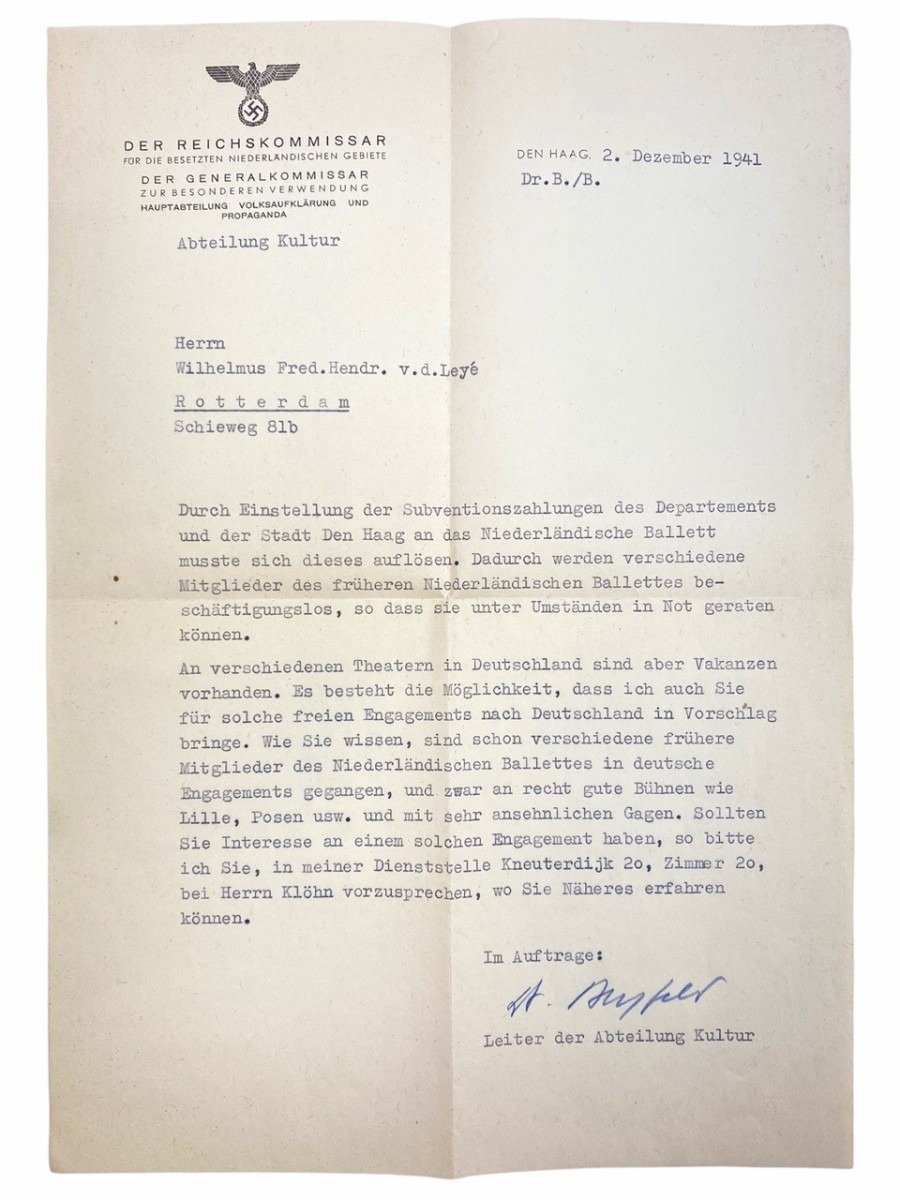 DER REICHSKOMMISSAR
FÜR DIE BESETZTEN NIEDERLÄNDISCHEN GEBIETE
DER GENERALKOMMISSAR
ZUR BESONDEREN VERWENDUNG
HAUPTABTEILUNG VOLKSAUFKLÄRUNG UND
PROPAGANDA
Abteilung Kultur
DEN HAAG, 2. Dezember 1941
Dr.B./B.
Herrn
Wilhelmus Fred.Hendr. v.d.Leyé
Rotterdam
Schieweg 81b
Durch Einstellung der Subventionszahlungen des Departements
und der Stadt Den Haag an das Niederländische Ballett
musste sich dieses auflösen. Dadurch werden verschiedene
Mitglieder des früheren Niederländischen Ballettes be-
schäftigungslos, so dass sie unter Umständen in Not geraten
können.
An verschiedenen Theatern in Deutschland sind aber Vakanzen
vorhanden. Es besteht die Möglichkeit, dass ich auch Sie
für solche freien Engagements nach Deutschland in Vorschlag
bringe. Wie Sie wissen, sind schon verschiedene frühere
Mitglieder des Niederländischen Ballettes in deutsche
Engagements gegangen, und zwar an recht gute Bühnen wie
Lille, Posen usw. und mit sehr ansehnlichen Gagen. Sollten
Sie Interesse an einem solchen Engagement haben, so bitte
ich Sie, in meiner Dienststelle Kneuterdijk 2o, Zimmer 2o,
bei Herrn Klöhn vorzusprechen, wo Sie Näheres erfahren
können.
Im Auftrage:
Leiter der Abteilung Kultur